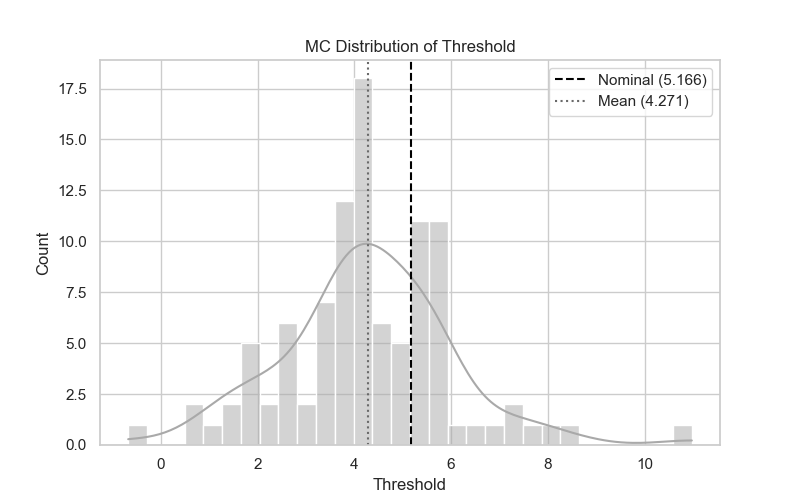 MC Distribution of Threshold
Nominal (5.166)
Mean (4.271)
17.5
15.0
12.5
10.0
7.5
5.0
2.5
0.0
Count
0 2 4 6 8 10
Threshold